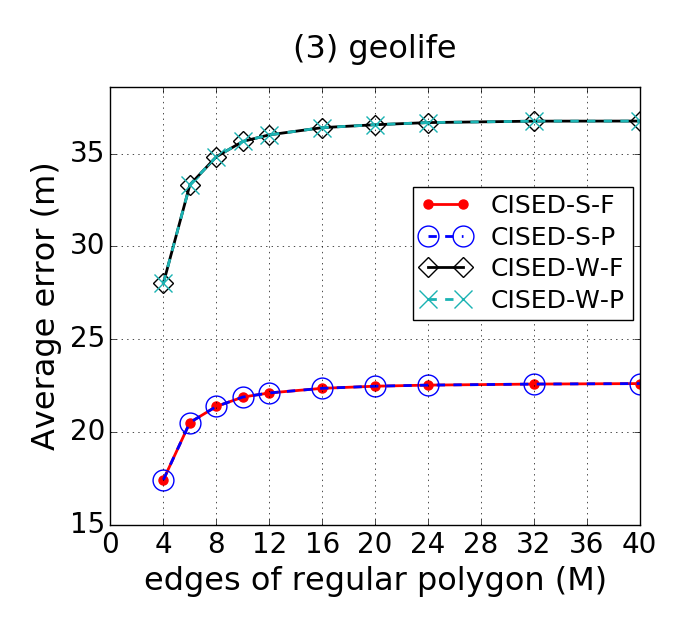 (3) geolife
Average error (m)
35
30
25
20
15
0 4 8 12 16 20 24 28 32 36 40
edges of regular polygon (M)
CISED-S-F
CISED-S-P
CISED-W-F
CISED-W-P